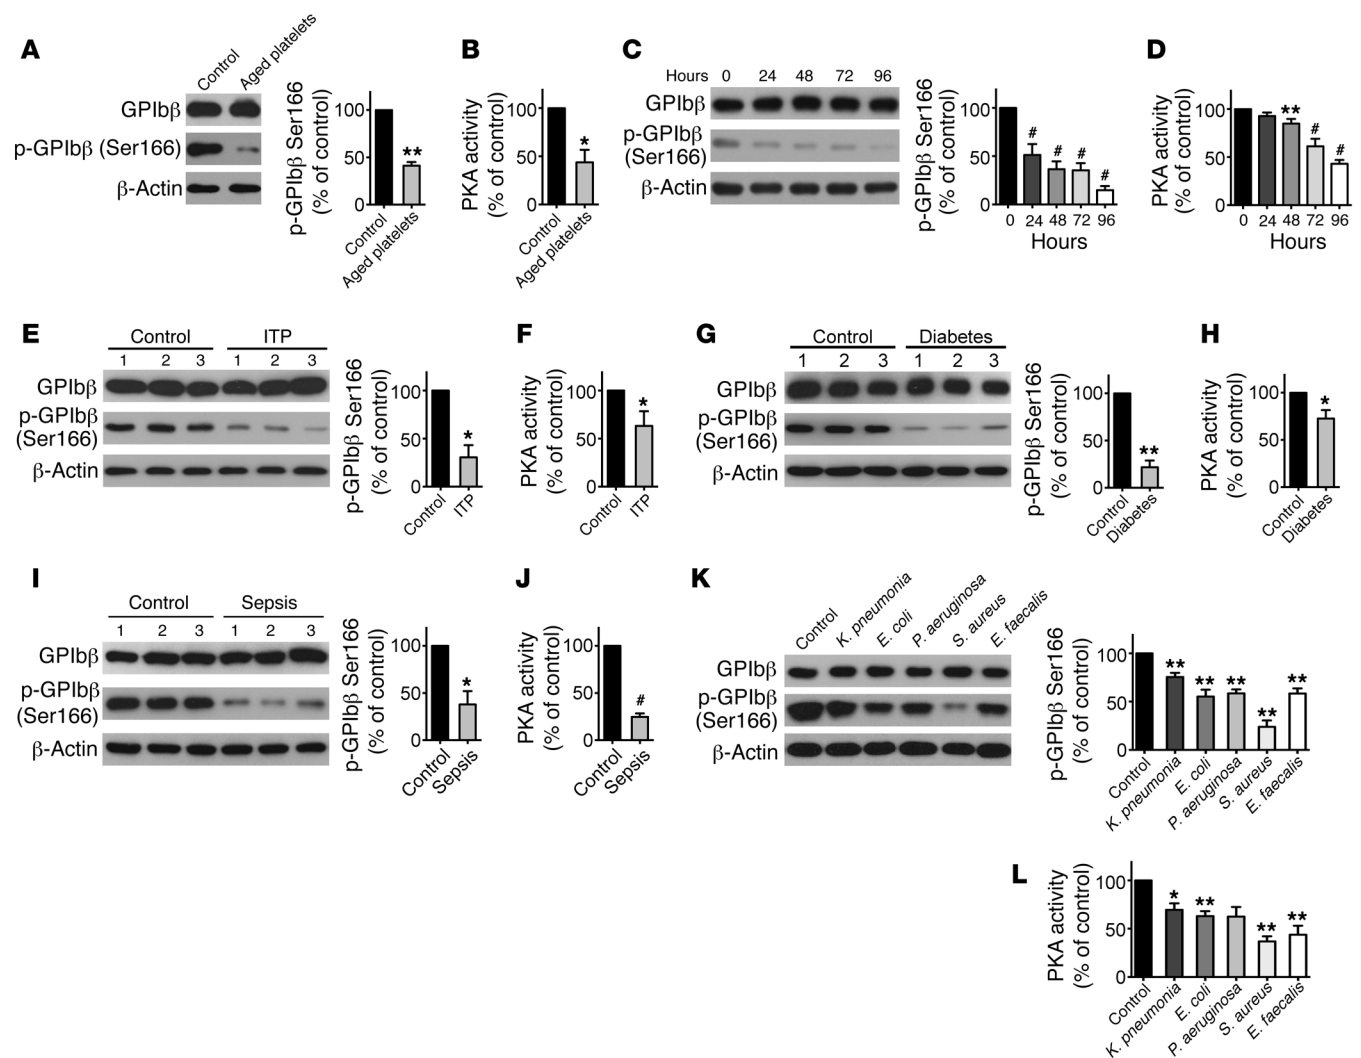 A
Control
Aged platelets
GPIbβ
p-GPIbβ (Ser166)
β-Actin
p-GPIbβ Ser166
(% of control)
100
50
0
**
Control
Aged platelets
B
PKA activity
(% of control)
100
50
0
*
Control
Aged platelets
C
Hours 0 24 48 72 96
GPIbβ
p-GPIbβ
(Ser166)
β-Actin
p-GPIbβ Ser166
(% of control)
100
50
0
# # # #
0 24 48 72 96
Hours
D
PKA activity
(% of control)
100
50
0
** # #
0 24 48 72 96
Hours
E
Control ITP
1 2 3 1 2 3
GPIbβ
p-GPIbβ
(Ser166)
β-Actin
p-GPIbβ Ser166
(% of control)
100
50
0
*
Control
ITP
F
PKA activity
(% of control)
100
50
0
*
Control
ITP
G
Control Diabetes
1 2 3 1 2 3
GPIbβ
p-GPIbβ
(Ser166)
β-Actin
p-GPIbβ Ser166
(% of control)
100
50
0
**
Control
Diabetes
H
PKA activity
(% of control)
100
50
0
*
Control
Diabetes
I
Control Sepsis
1 2 3 1 2 3
GPIbβ
p-GPIbβ
(Ser166)
β-Actin
p-GPIbβ Ser166
(% of control)
100
50
0
*
Control
Sepsis
J
PKA activity
(% of control)
100
50
0
#
Control
Sepsis
K
Control
K. pneumonia
E. coli
P. aeruginosa
S. aureus
E. faecalis
GPIbβ
p-GPIbβ
(Ser166)
β-Actin
p-GPIbβ Ser166
(% of control)
100
50
0
** ** ** ** **
Control
K. pneumonia
E. coli
P. aeruginosa
S. aureus
E. faecalis
L
PKA activity
(% of control)
100
50
0
* ** ** **
Control
K. pneumonia
E. coli
P. aeruginosa
S. aureus
E. faecalis